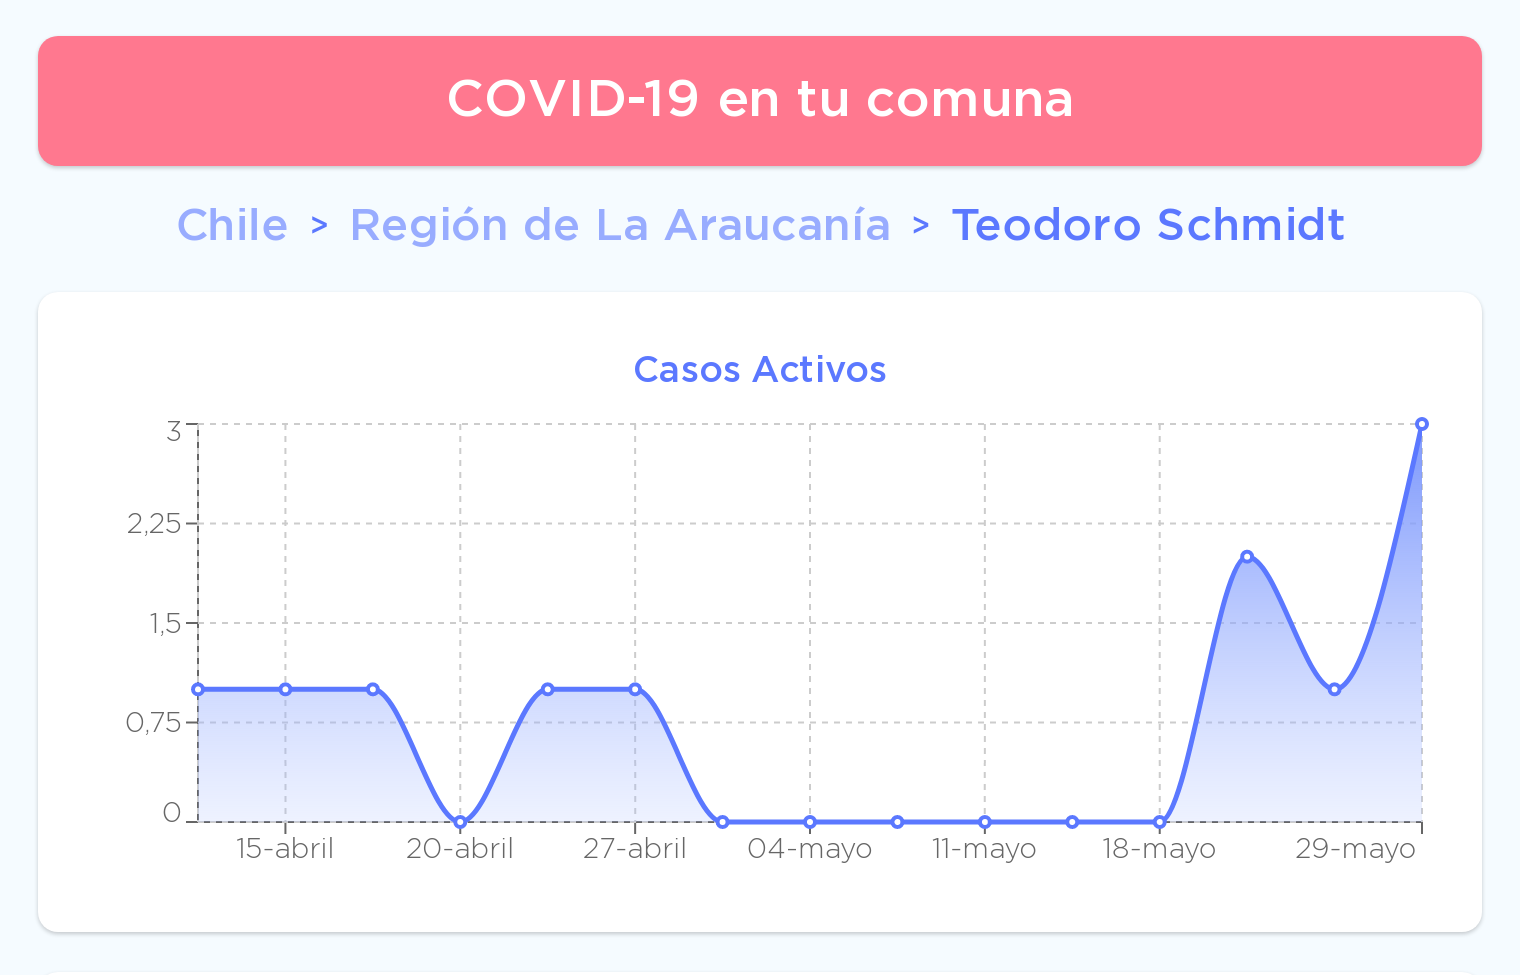 COVID-19 en tu comuna
Chile > Región de La Araucanía > Teodoro Schmidt
Casos Activos
3
2,25
1,5
0,75
0
15-abril 20-abril 27-abril 04-mayo 11-mayo 18-mayo 29-mayo